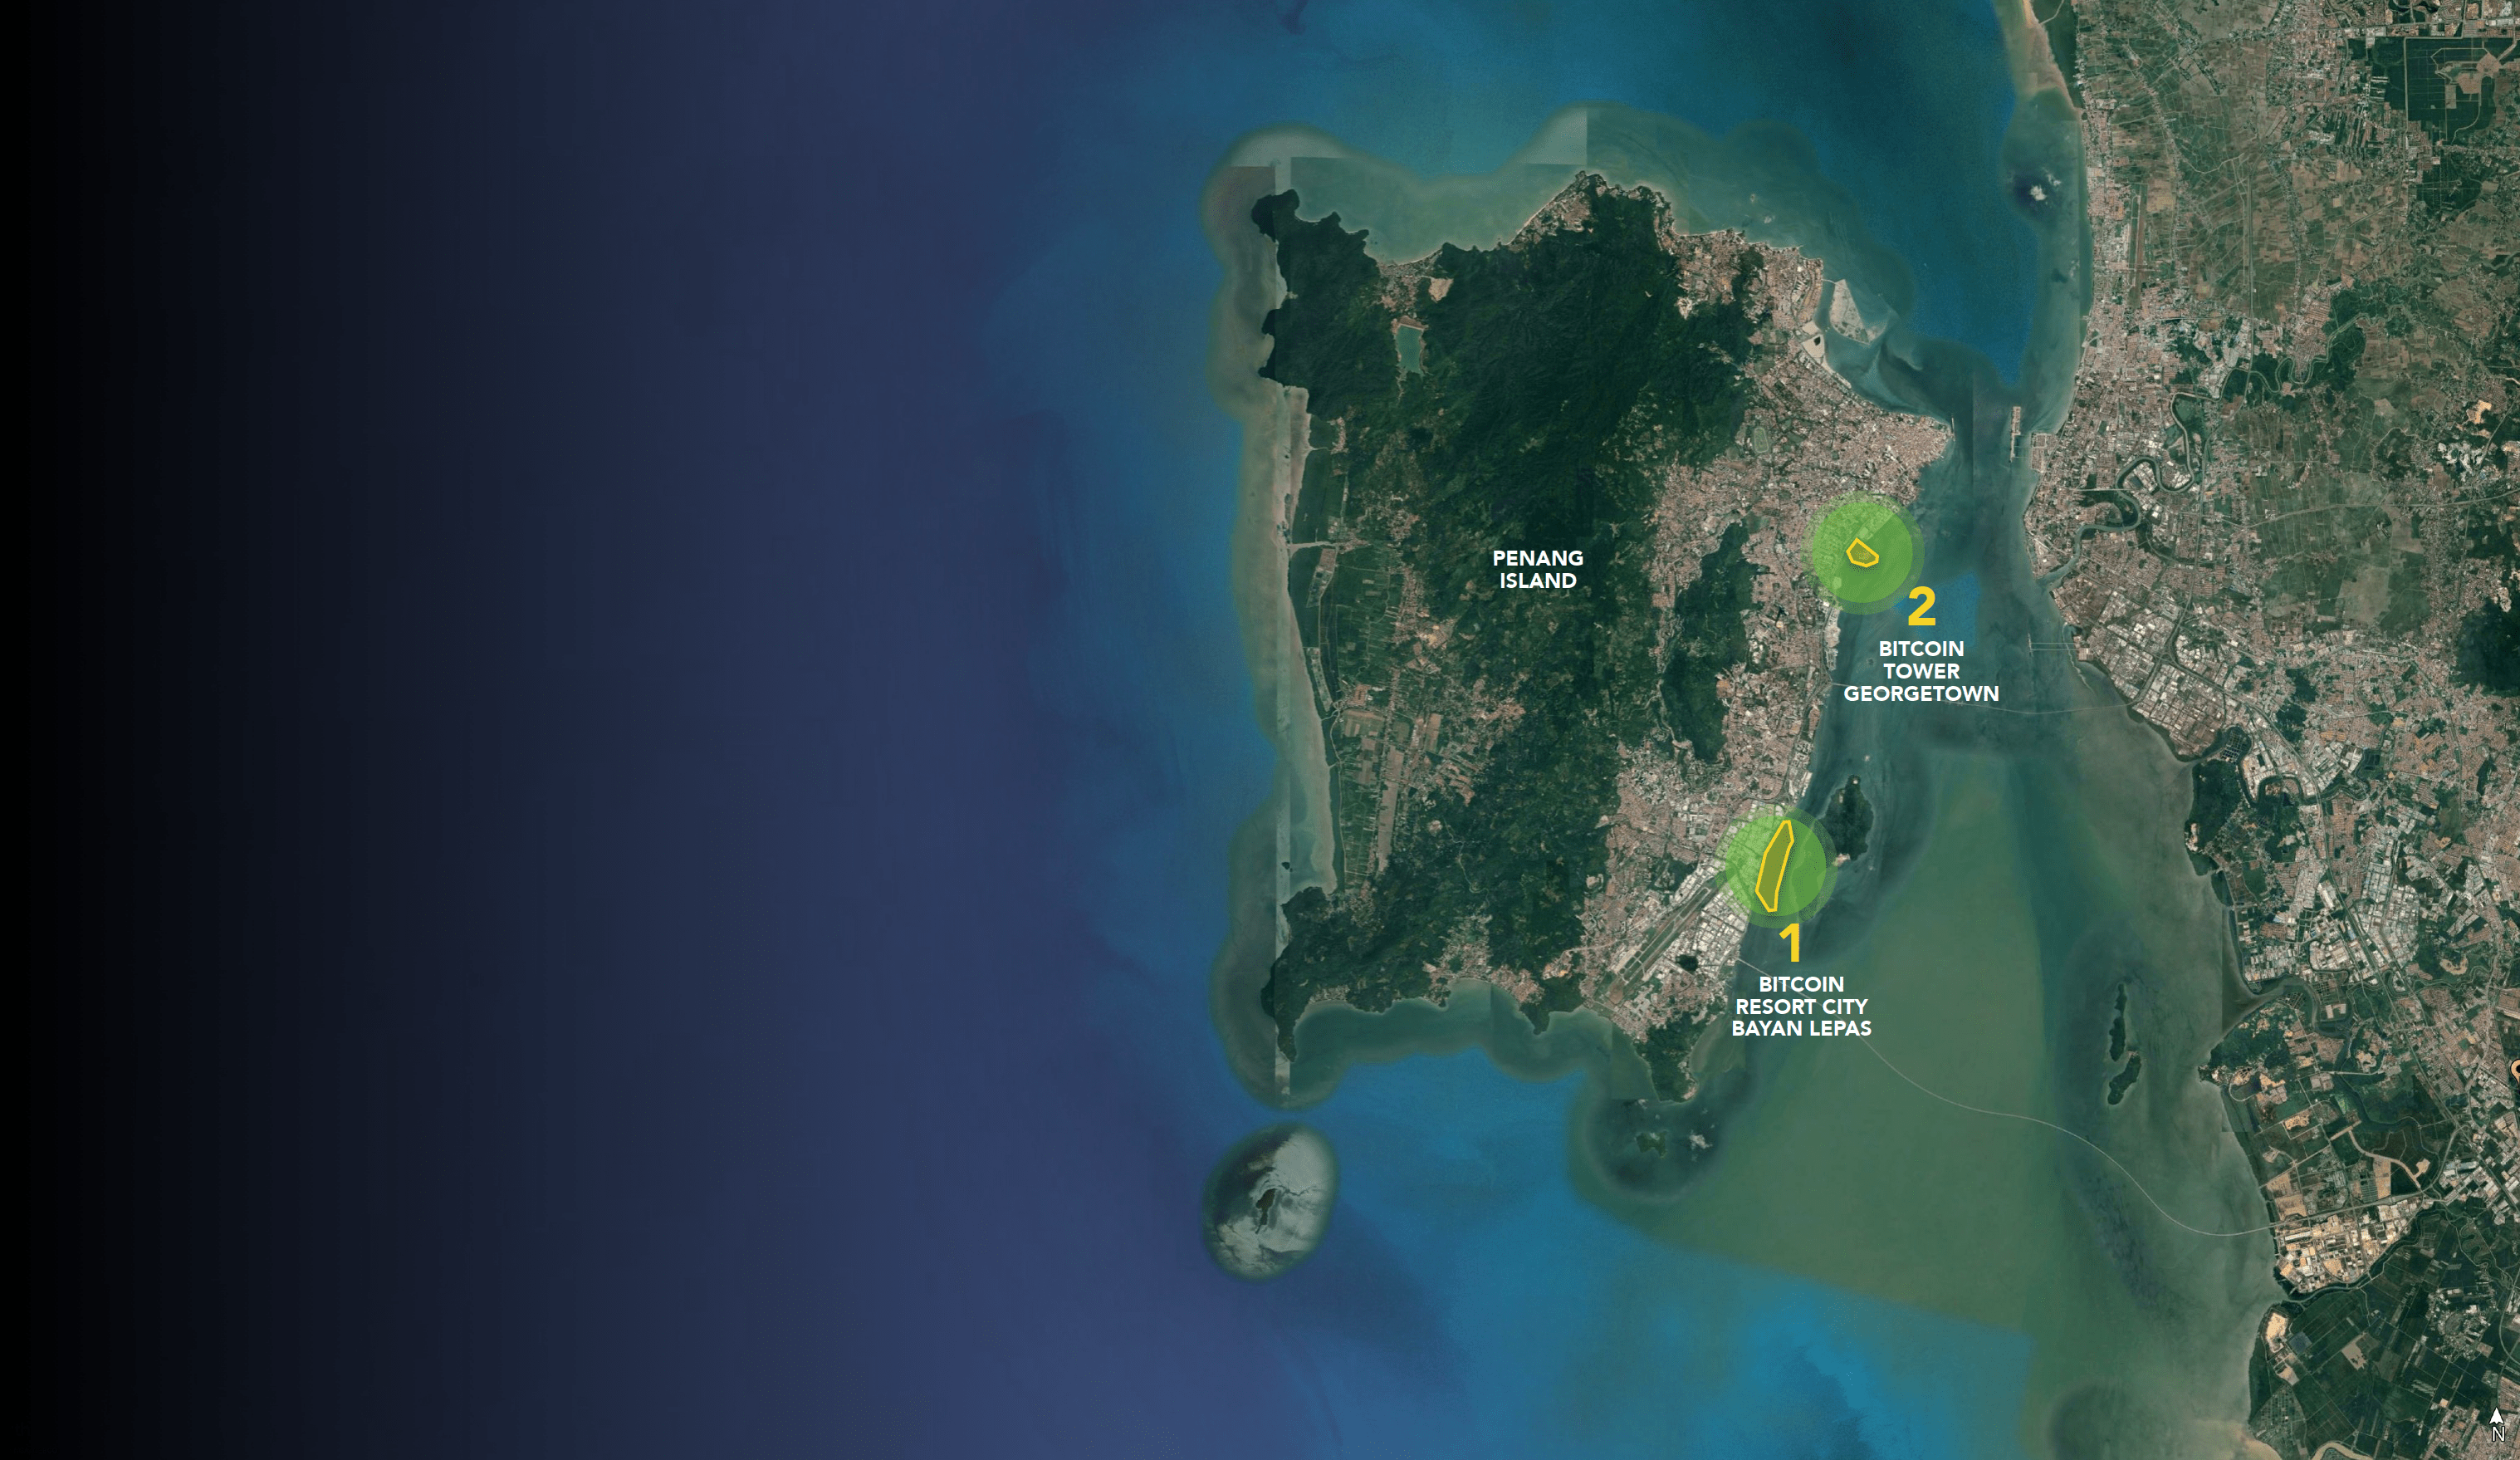 PENANG
ISLAND
2
BITCOIN
TOWER
GEORGETOWN
1
BITCOIN
RESORT CITY
BAYAN LEPAS
N